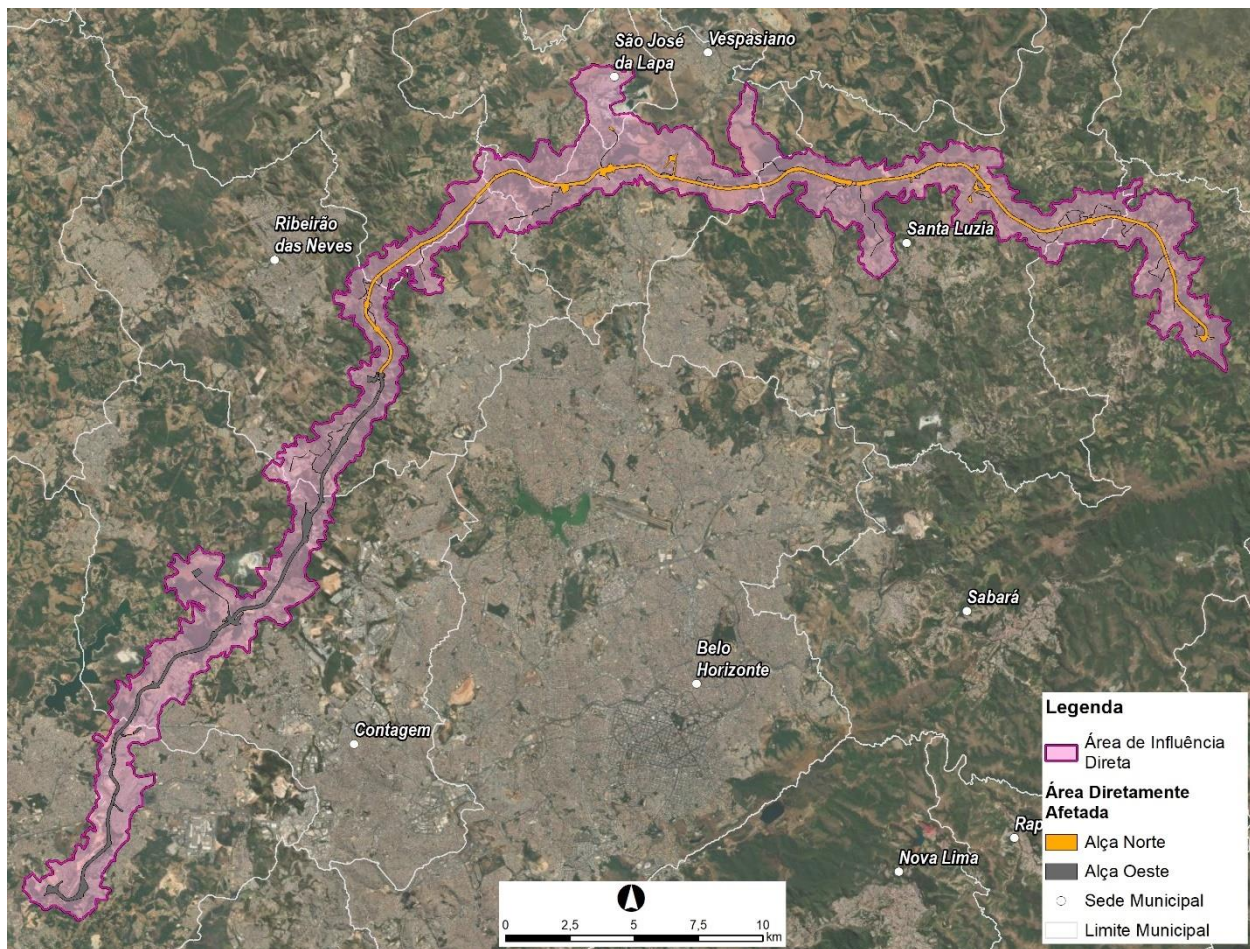 São José
da Lapa
Vespasiano
Ribeirão
das Neves
Santa Luzia
Sabará
Belo
Horizonte
Contagem
Nova Lima
Rap
Legenda
Área de Influência
Direta
Área Diretamente
Afetada
Alça Norte
Alça Oeste
Sede Municipal
Limite Municipal
0 2,5 5 7,5 10
km